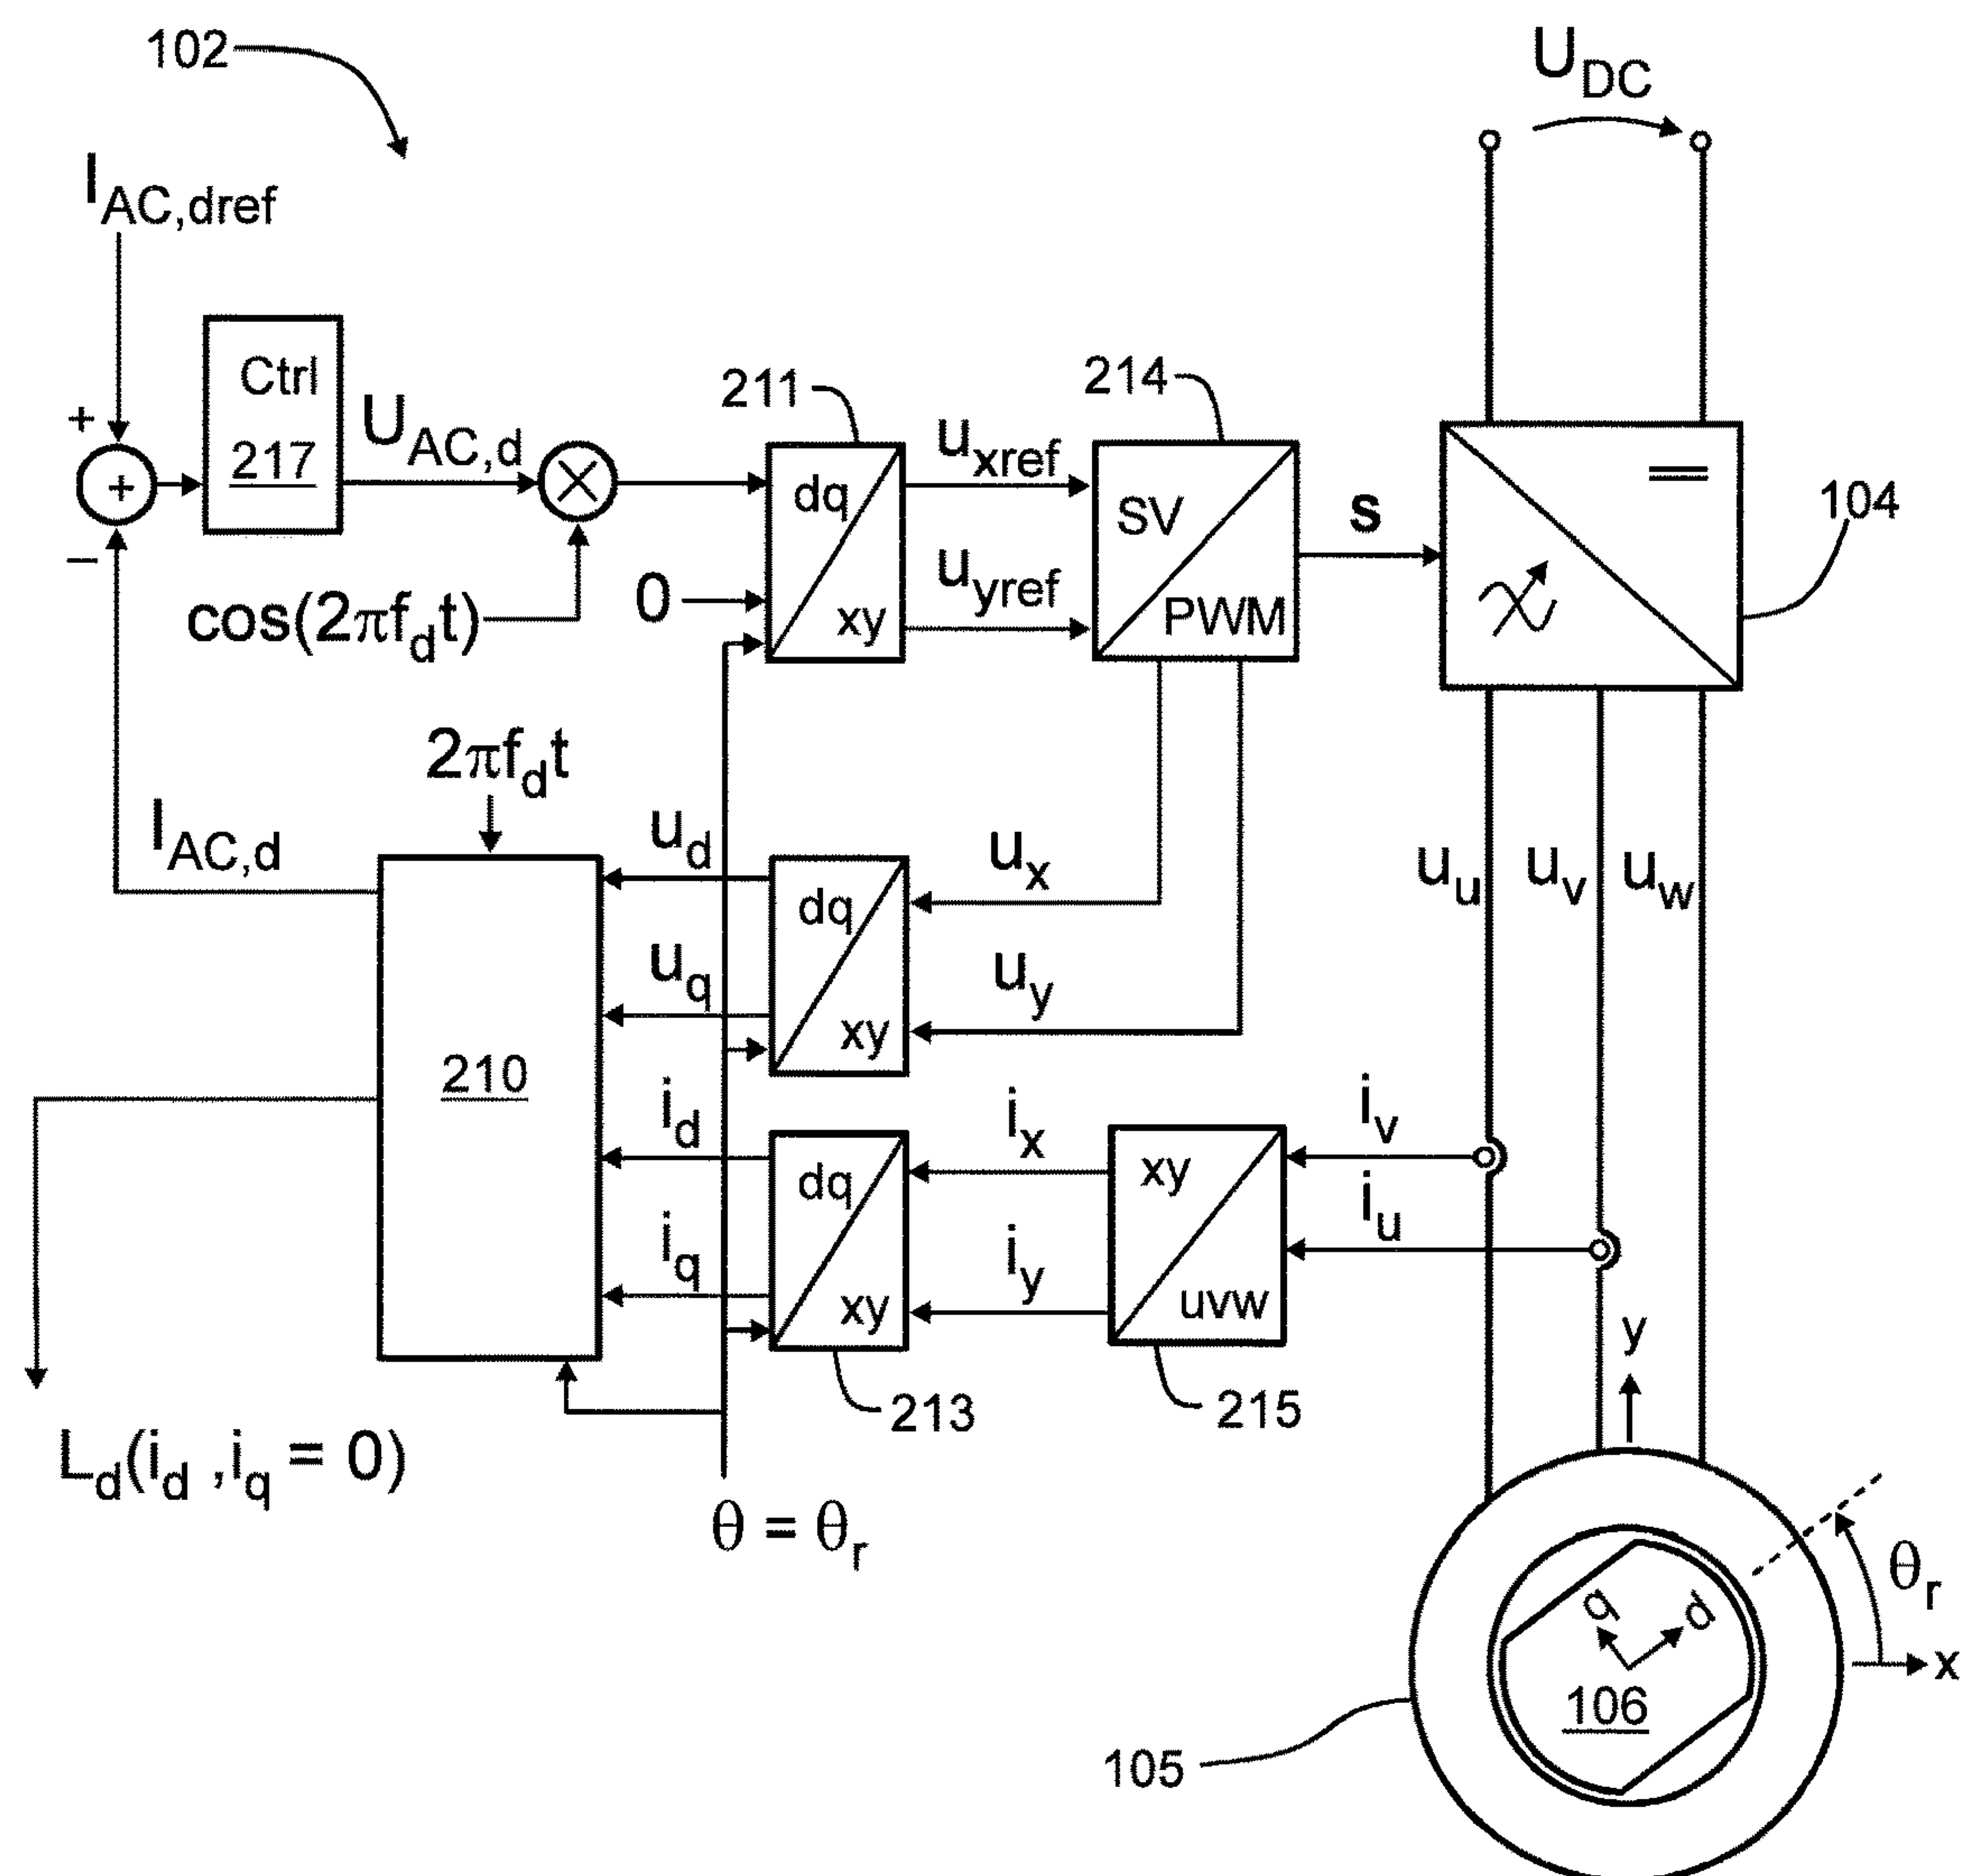 102
U_DC
I_AC,dref
+
Ctrl
217
+
−
U_AC,d
cos(2πf_dt)
211
dq
xy
0
u_xref
u_yref
214
SV
PWM
s
=
104
2πf_dt
I_AC,d
210
u_d
u_q
dq
xy
u_x
u_y
u_u
u_v
u_w
i_d
i_q
dq
xy
213
i_x
i_y
xy
uvw
215
i_v
i_u
L_d(i_d ,i_q = 0)
θ = θ_r
y
θ_r
x
q
d
106
105